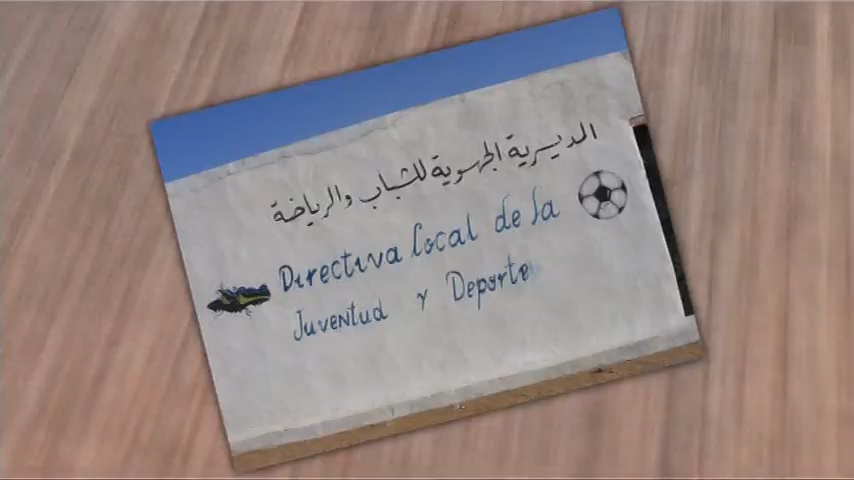 المديرية الجهوية للشباب والرياضة
Directiva local de la
Juventud y Deporte